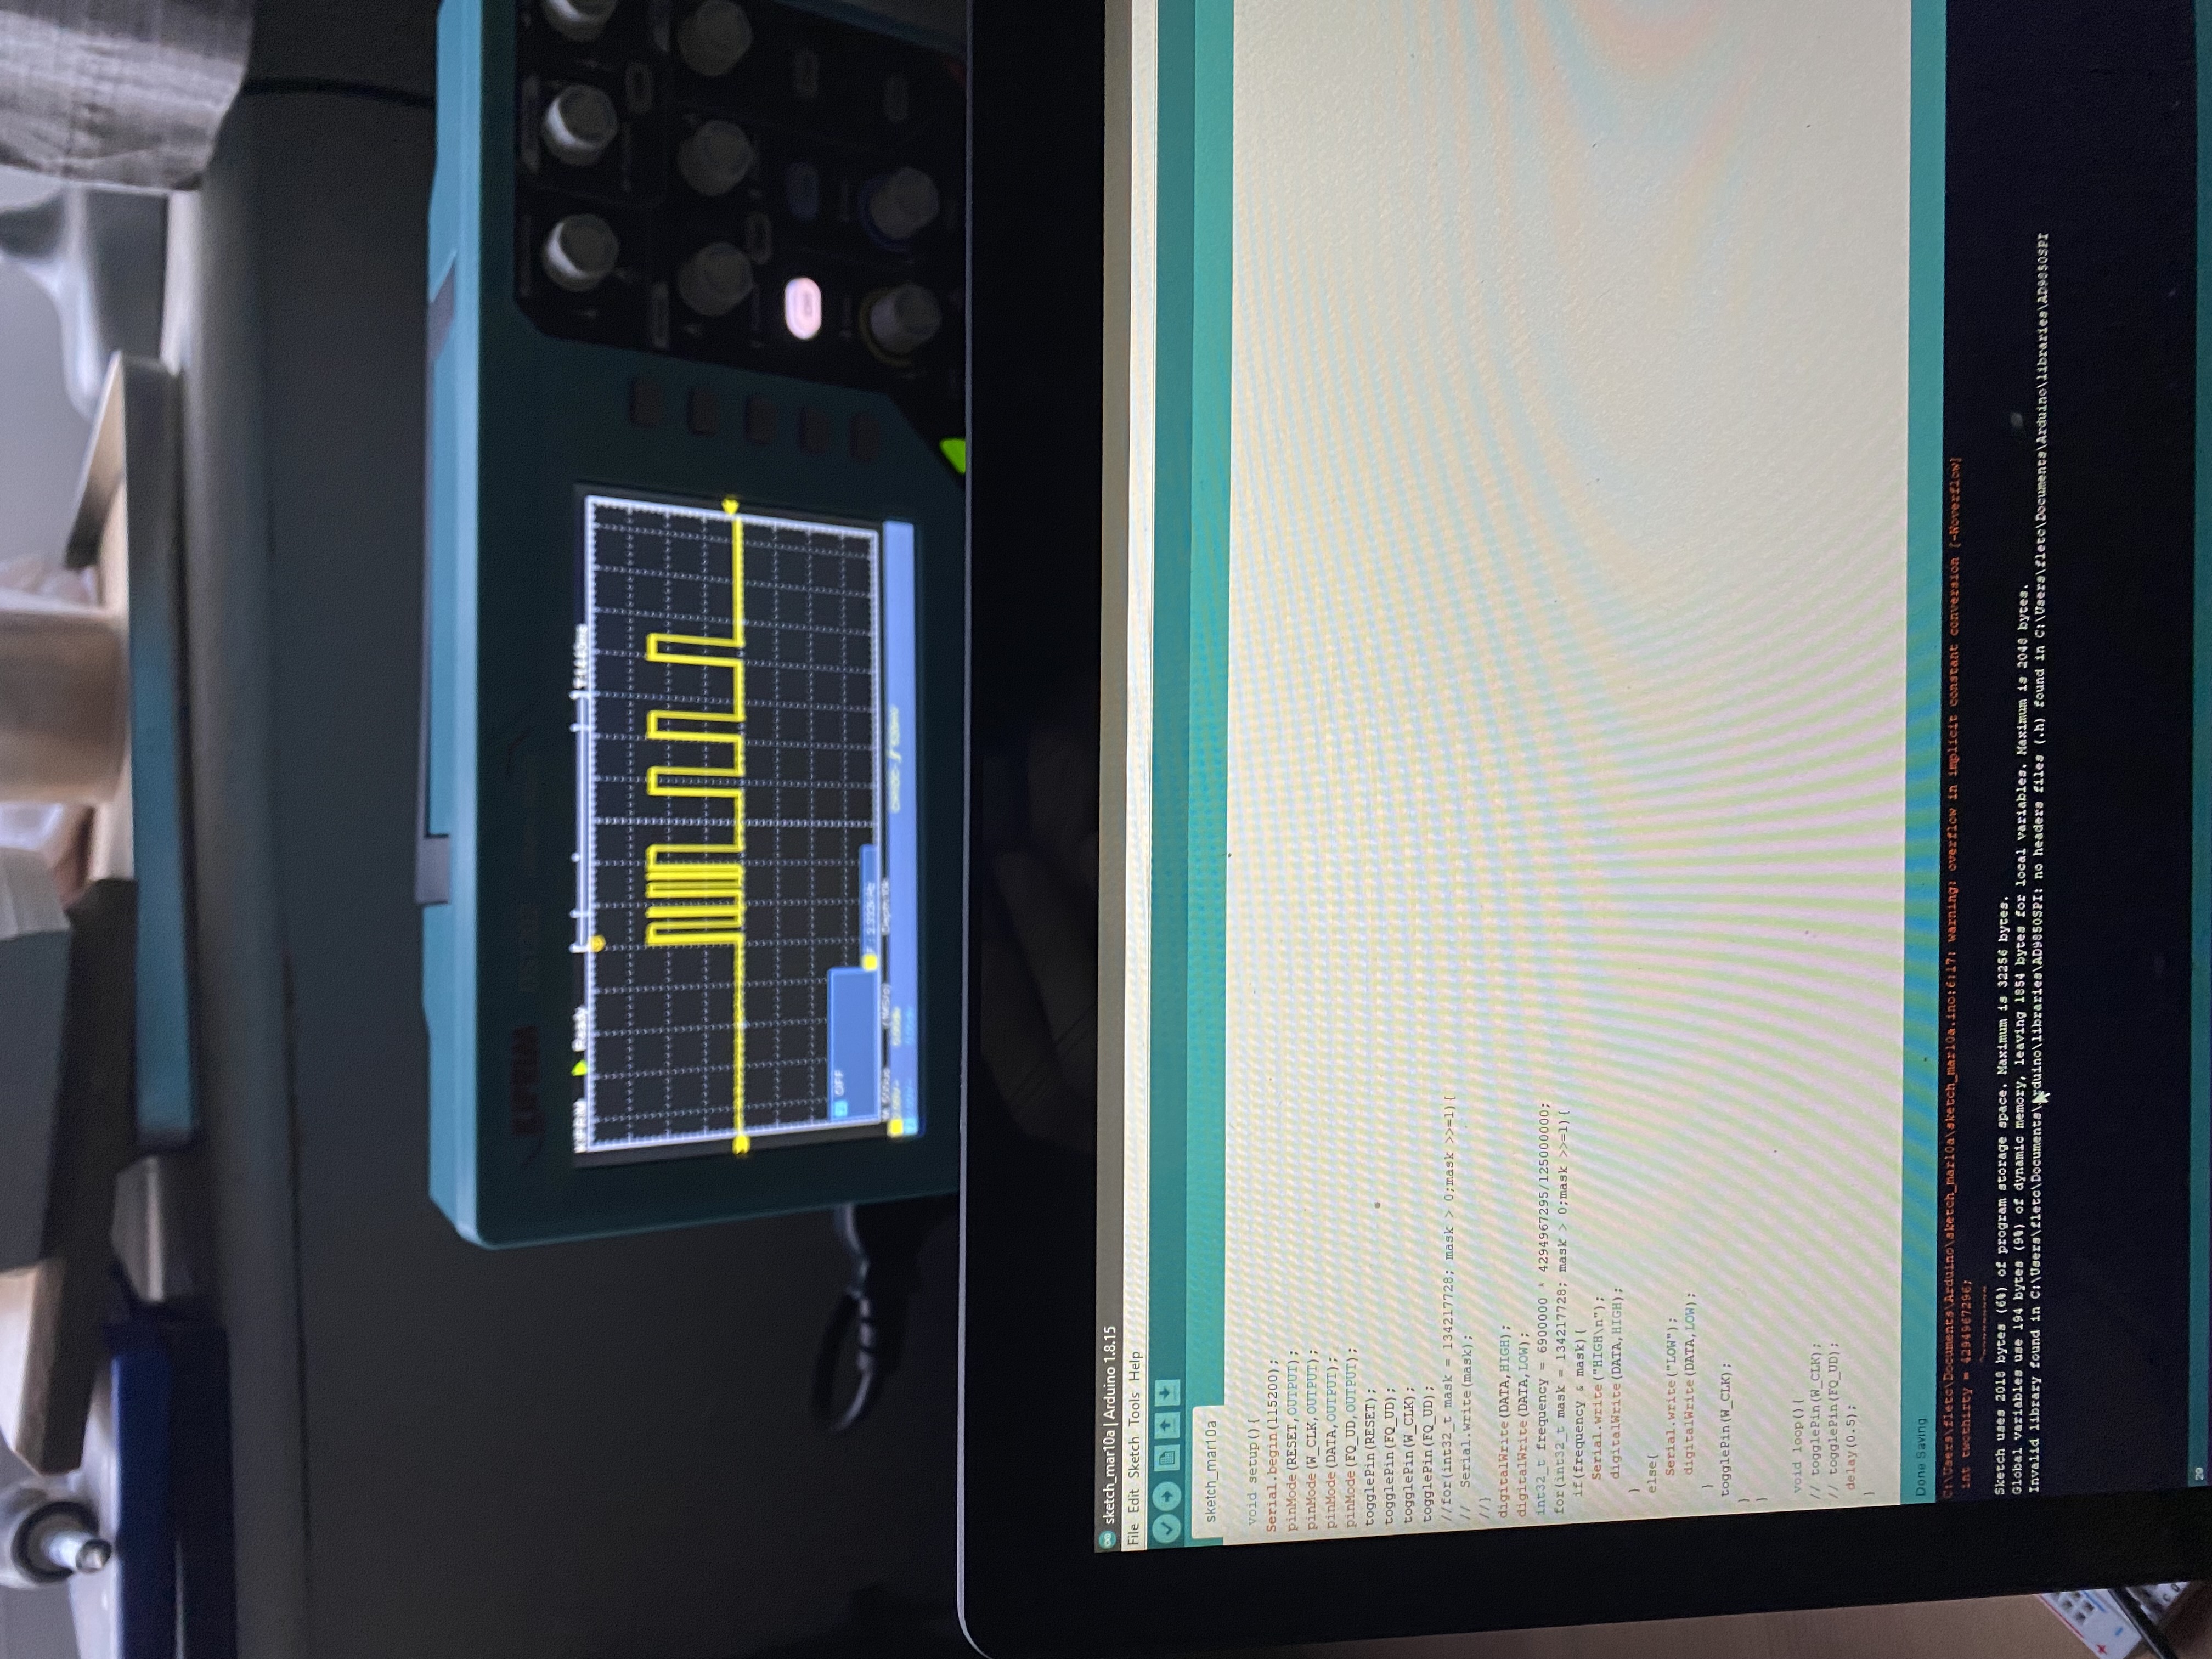 KIPRIM
KIPRIM Ready
OFF
sketch_mar10a | Arduino 1.8.15
File Edit Sketch Tools Help
sketch_mar10a
void setup(){
Serial.begin(115200);
pinMode(RESET,OUTPUT);
pinMode(W_CLK,OUTPUT);
pinMode(DATA,OUTPUT);
pinMode(FQ_UD,OUTPUT);
togglePin(RESET);
togglePin(FQ_UD);
togglePin(W_CLK);
togglePin(FQ_UD);
//for(int32_t mask = 134217728; mask > 0;mask >>=1){
//  Serial.write(mask);
//}
digitalWrite(DATA,HIGH);
digitalWrite(DATA,LOW);
int32_t frequency = 6900000 * 4294967295/125000000;
for(int32_t mask = 134217728; mask > 0;mask >>=1){
if(frequency & mask){
Serial.write("HIGH\n");
digitalWrite(DATA,HIGH);
}
else{
Serial.write("LOW");
digitalWrite(DATA,LOW);
}
togglePin(W_CLK);
}
}
void loop(){
// togglePin(W_CLK);
// togglePin(FQ_UD);
delay(0.5);
}
Done Saving
C:\Users\fletc\Documents\Arduino\sketch_mar10a\sketch_mar10a.ino:6:17: warning: overflow in implicit constant conversion [-Woverflow]
int twothirty = 4294967296;
^~~~~~~~~~
Sketch uses 2018 bytes (6%) of program storage space. Maximum is 32256 bytes.
Global variables use 194 bytes (9%) of dynamic memory, leaving 1854 bytes for local variables. Maximum is 2048 bytes.
Invalid library found in C:\Users\fletc\Documents\Arduino\libraries\AD9850SPI: no headers files (.h) found in C:\Users\fletc\Documents\Arduino\libraries\AD9850SPI
29